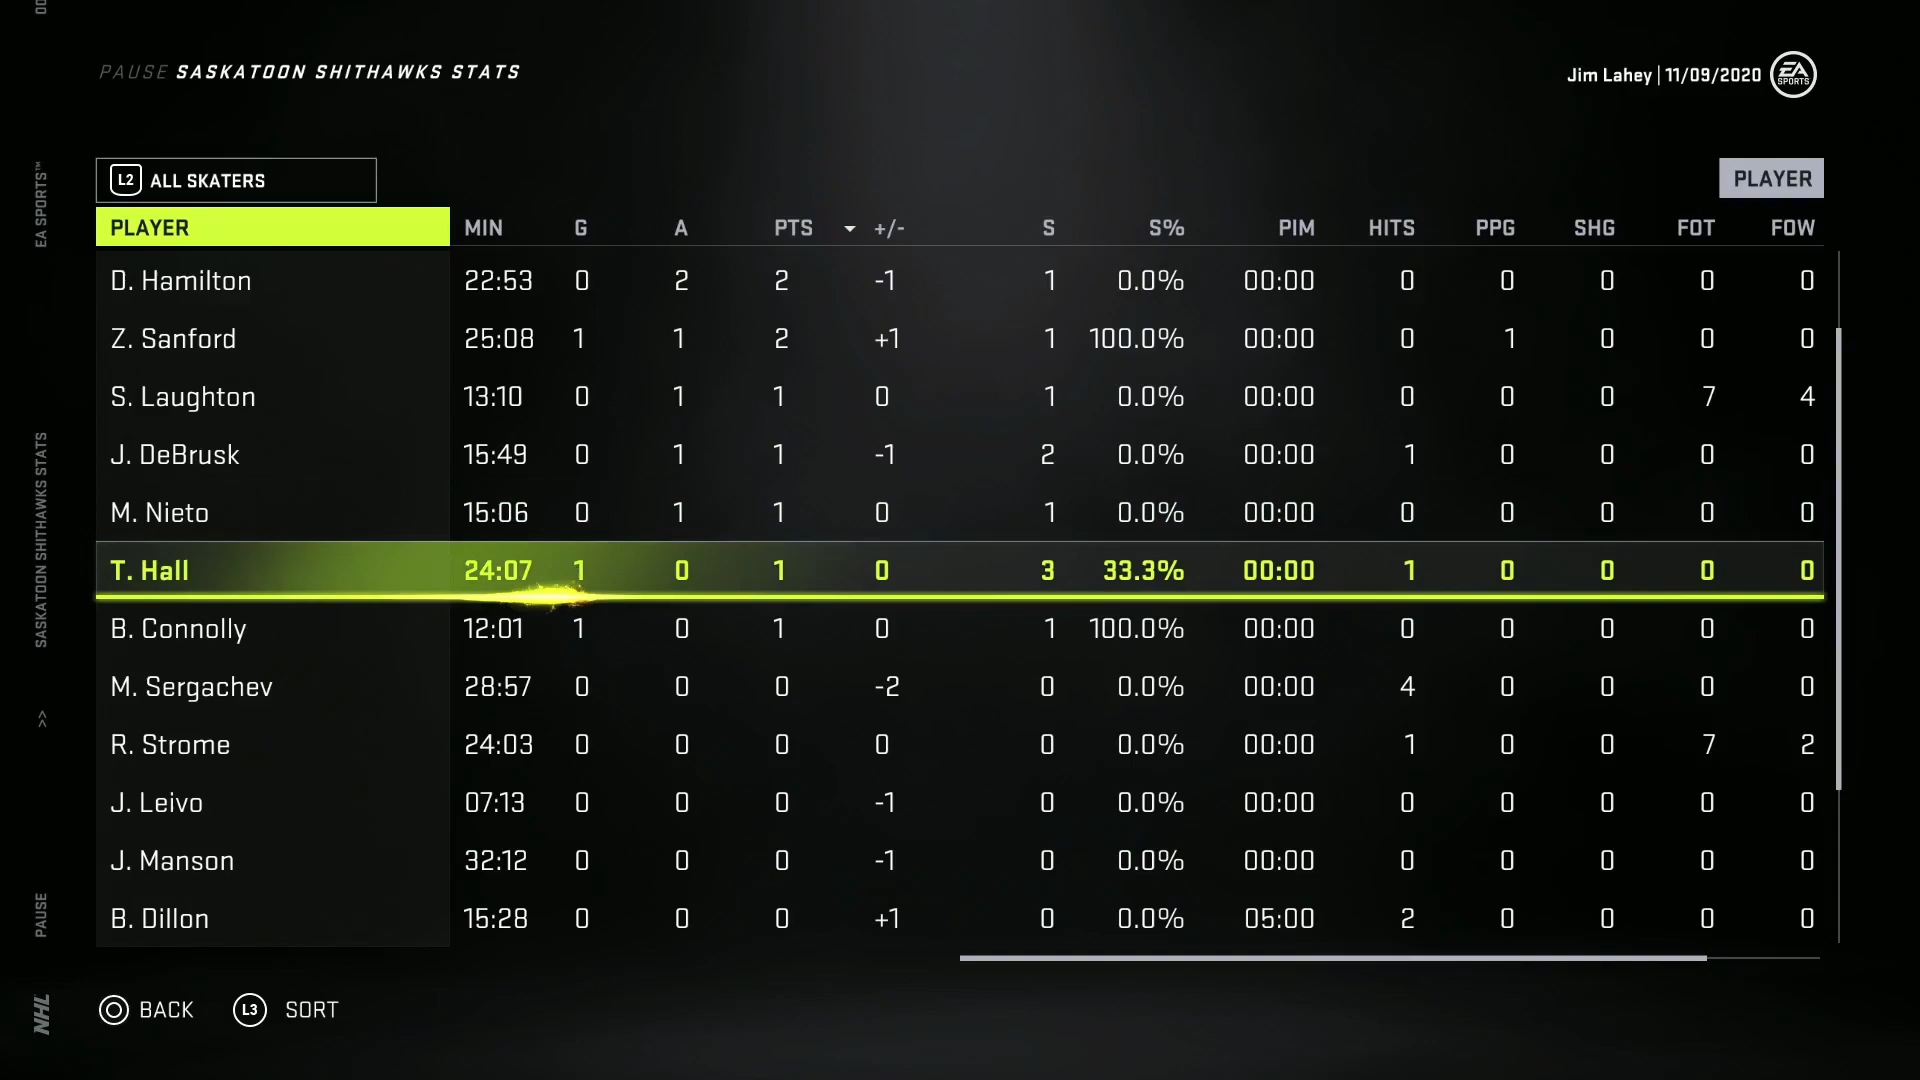 PAUSE SASKATOON SHITHAWKS STATS
Jim Lahey | 11/09/2020
EA SPORTS
L2 ALL SKATERS
PLAYER
PLAYER MIN G A PTS +/- S S% PIM HITS PPG SHG FOT FOW
D. Hamilton 22:53 0 2 2 -1 1 0.0% 00:00 0 0 0 0 0
Z. Sanford 25:08 1 1 2 +1 1 100.0% 00:00 0 1 0 0 0
S. Laughton 13:10 0 1 1 0 1 0.0% 00:00 0 0 0 7 4
J. DeBrusk 15:49 0 1 1 -1 2 0.0% 00:00 1 0 0 0 0
M. Nieto 15:06 0 1 1 0 1 0.0% 00:00 0 0 0 0 0
T. Hall 24:07 1 0 1 0 3 33.3% 00:00 1 0 0 0 0
B. Connolly 12:01 1 0 1 0 1 100.0% 00:00 0 0 0 0 0
M. Sergachev 28:57 0 0 0 -2 0 0.0% 00:00 4 0 0 0 0
R. Strome 24:03 0 0 0 0 0 0.0% 00:00 1 0 0 7 2
J. Leivo 07:13 0 0 0 -1 0 0.0% 00:00 0 0 0 0 0
J. Manson 32:12 0 0 0 -1 0 0.0% 00:00 0 0 0 0 0
B. Dillon 15:28 0 0 0 +1 0 0.0% 05:00 2 0 0 0 0
BACK L3 SORT
NHL PAUSE >> SASKATOON SHITHAWKS STATS EA SPORTS™